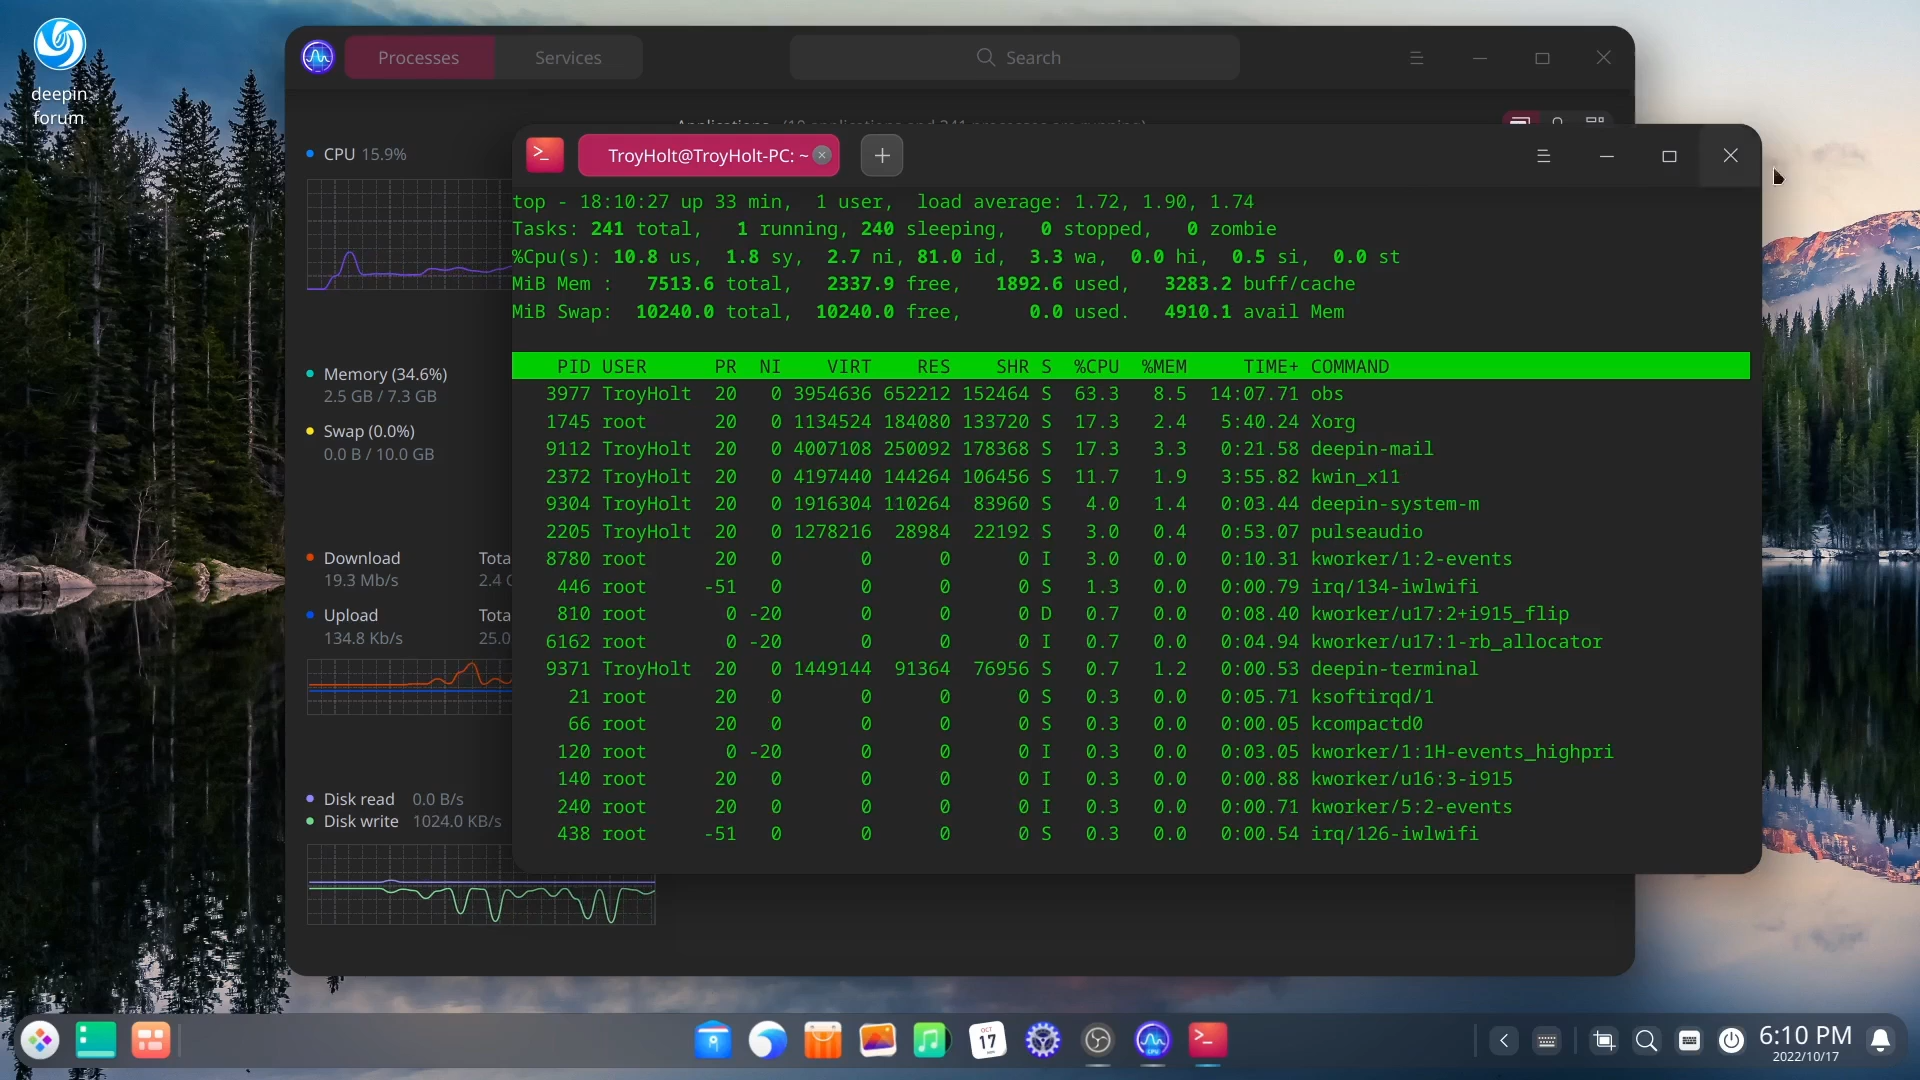 deepin
forum
Processes
Services
Search
CPU 15.9%
Memory (34.6%)
2.5 GB / 7.3 GB
Swap (0.0%)
0.0 B / 10.0 GB
Download
19.3 Mb/s
Upload
134.8 Kb/s
25.0
Disk read 0.0 B/s
Disk write 1024.0 KB/s
TroyHolt@TroyHolt-PC: ~
top - 18:10:27 up 33 min,  1 user,  load average: 1.72, 1.90, 1.74
Tasks: 241 total,   1 running, 240 sleeping,   0 stopped,   0 zombie
%Cpu(s): 10.8 us,  1.8 sy,  2.7 ni, 81.0 id,  3.3 wa,  0.0 hi,  0.5 si,  0.0 st
MiB Mem :   7513.6 total,   2337.9 free,   1892.6 used,   3283.2 buff/cache
MiB Swap:  10240.0 total,  10240.0 free,      0.0 used.   4910.1 avail Mem
PID USER PR NI VIRT RES SHR S %CPU %MEM TIME+ COMMAND
3977 TroyHolt 20 0 3954636 652212 152464 S 63.3 8.5 14:07.71 obs
1745 root 20 0 1134524 184080 133720 S 17.3 2.4 5:40.24 Xorg
9112 TroyHolt 20 0 4007108 250092 178368 S 17.3 3.3 0:21.58 deepin-mail
2372 TroyHolt 20 0 4197440 144264 106456 S 11.7 1.9 3:55.82 kwin_x11
9304 TroyHolt 20 0 1916304 110264 83960 S 4.0 1.4 0:03.44 deepin-system-m
2205 TroyHolt 20 0 1278216 28984 22192 S 3.0 0.4 0:53.07 pulseaudio
8780 root 20 0 0 0 0 I 3.0 0.0 0:10.31 kworker/1:2-events
446 root -51 0 0 0 0 S 1.3 0.0 0:00.79 irq/134-iwlwifi
810 root 0 -20 0 0 0 D 0.7 0.0 0:08.40 kworker/u17:2+i915_flip
6162 root 0 -20 0 0 0 I 0.7 0.0 0:04.94 kworker/u17:1-rb_allocator
9371 TroyHolt 20 0 1449144 91364 76956 S 0.7 1.2 0:00.53 deepin-terminal
21 root 20 0 0 0 0 S 0.3 0.0 0:05.71 ksoftirqd/1
66 root 20 0 0 0 0 S 0.3 0.0 0:00.05 kcompactd0
120 root 0 -20 0 0 0 I 0.3 0.0 0:03.05 kworker/1:1H-events_highpri
140 root 20 0 0 0 0 I 0.3 0.0 0:00.88 kworker/u16:3-i915
240 root 20 0 0 0 0 I 0.3 0.0 0:00.71 kworker/5:2-events
438 root -51 0 0 0 0 S 0.3 0.0 0:00.54 irq/126-iwlwifi
OCT
17
6:10 PM
2022/10/17